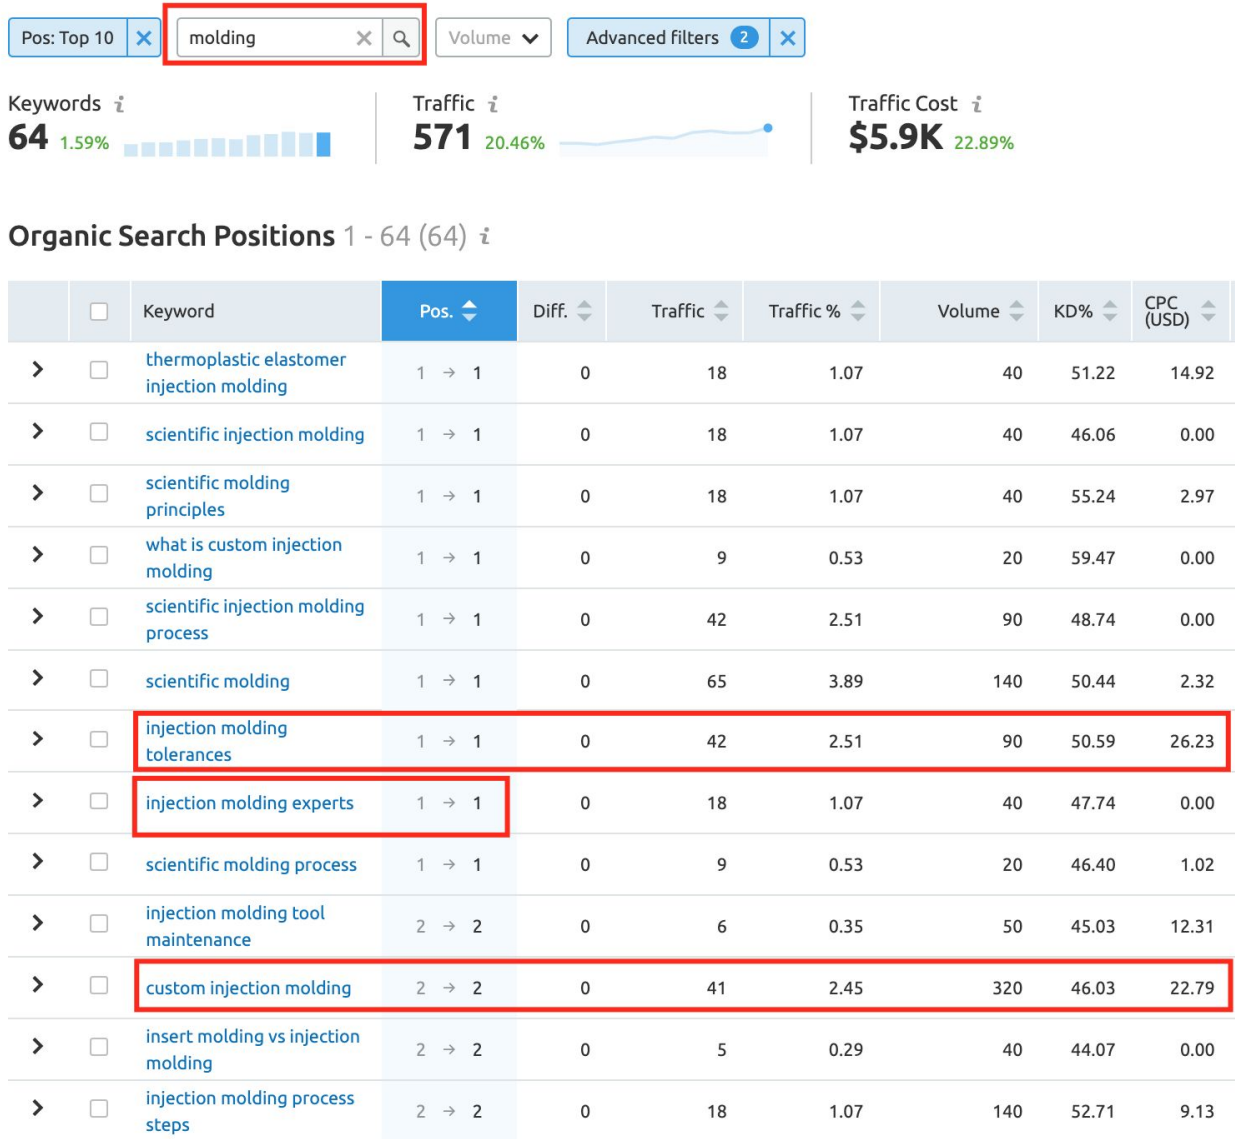 Pos: Top 10
molding
Volume
Advanced filters 2
Keywords i
Traffic i
Traffic Cost i
64 1.59%
571 20.46%
$5.9K 22.89%
Organic Search Positions 1 - 64 (64) i
Keyword Pos. Diff. Traffic Traffic % Volume KD% CPC (USD)
thermoplastic elastomer
injection molding 1 → 1 0 18 1.07 40 51.22 14.92
scientific injection molding 1 → 1 0 18 1.07 40 46.06 0.00
scientific molding
principles 1 → 1 0 18 1.07 40 55.24 2.97
what is custom injection
molding 1 → 1 0 9 0.53 20 59.47 0.00
scientific injection molding
process 1 → 1 0 42 2.51 90 48.74 0.00
scientific molding 1 → 1 0 65 3.89 140 50.44 2.32
injection molding
tolerances 1 → 1 0 42 2.51 90 50.59 26.23
injection molding experts 1 → 1 0 18 1.07 40 47.74 0.00
scientific molding process 1 → 1 0 9 0.53 20 46.40 1.02
injection molding tool
maintenance 2 → 2 0 6 0.35 50 45.03 12.31
custom injection molding 2 → 2 0 41 2.45 320 46.03 22.79
insert molding vs injection
molding 2 → 2 0 5 0.29 40 44.07 0.00
injection molding process
steps 2 → 2 0 18 1.07 140 52.71 9.13